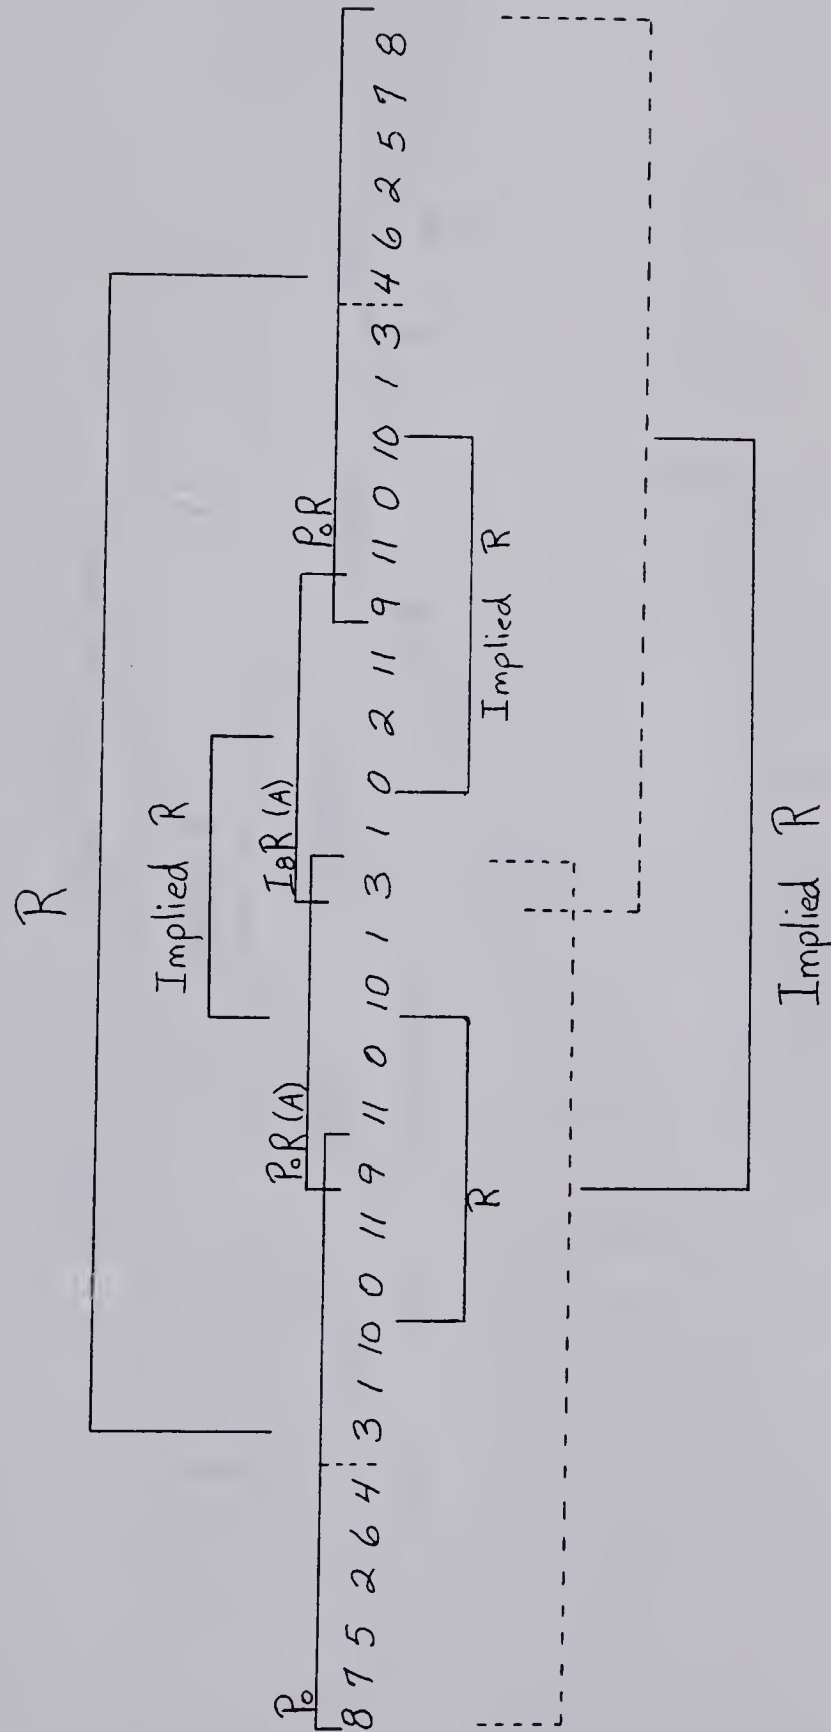 R
Implied R
P₀ P₀R(A) I₈R(A) P₀R
8 7 5 2 6 4 3 1 10 0 11 9 11 0 10 1 3 1 0 2 11 9 11 0 10 1 3 4 6 2 5 7 8
R Implied R
Implied R